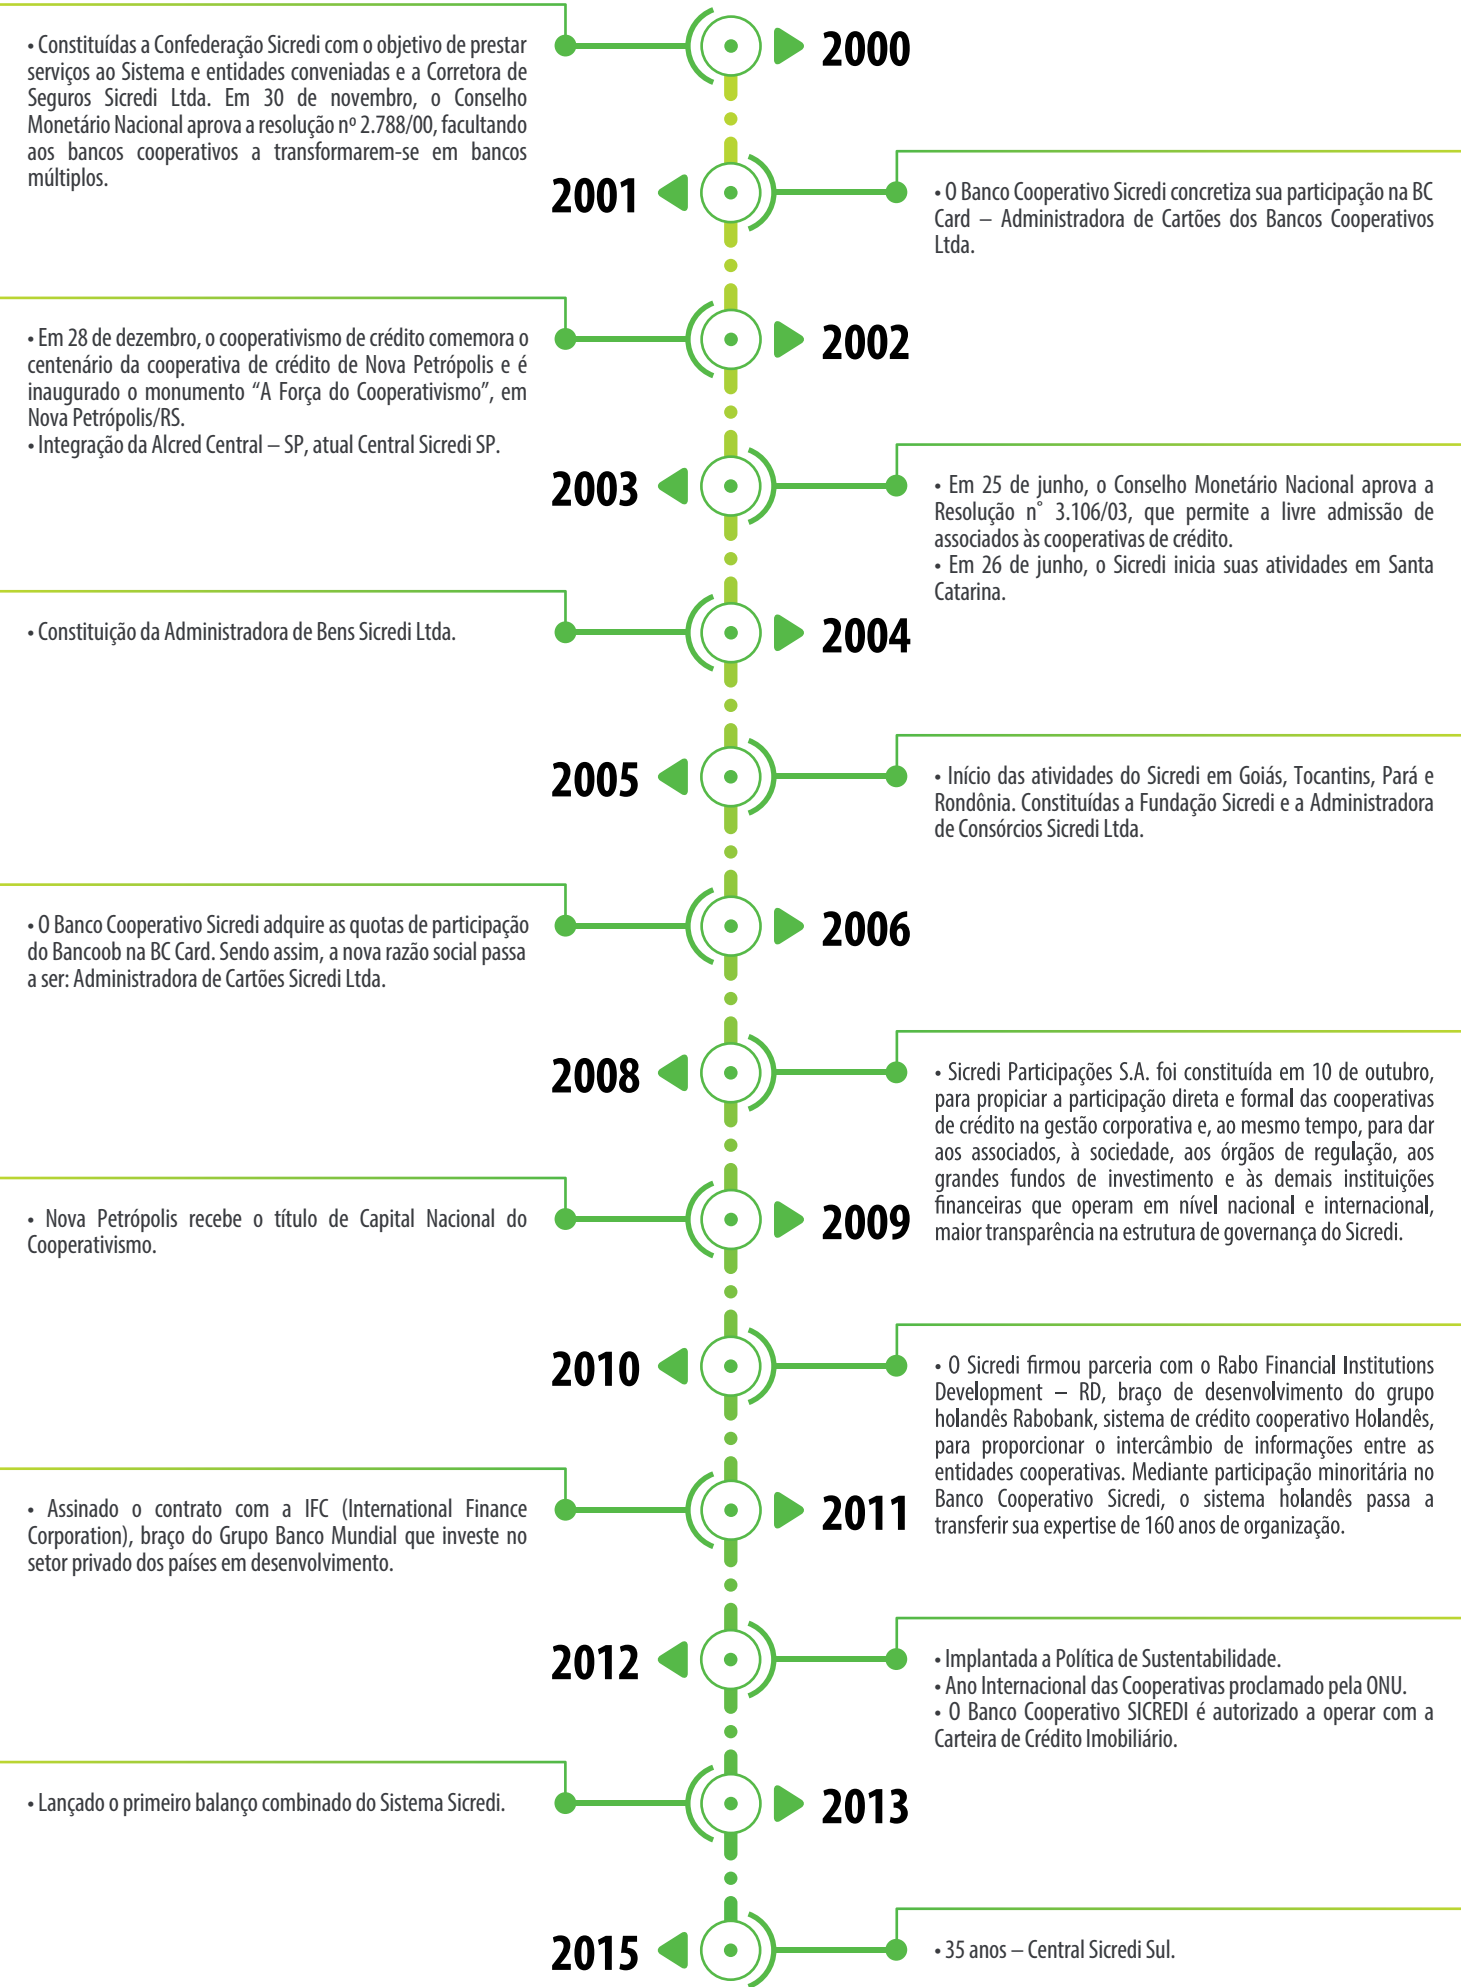 2000
• Constituídas a Confederação Sicredi com o objetivo de prestar
serviços ao Sistema e entidades conveniadas e a Corretora de
Seguros Sicredi Ltda. Em 30 de novembro, o Conselho
Monetário Nacional aprova a resolução nº 2.788/00, facultando
aos bancos cooperativos a transformarem-se em bancos
múltiplos.
2001
• O Banco Cooperativo Sicredi concretiza sua participação na BC
Card – Administradora de Cartões dos Bancos Cooperativos
Ltda.
2002
• Em 28 de dezembro, o cooperativismo de crédito comemora o
centenário da cooperativa de crédito de Nova Petrópolis e é
inaugurado o monumento “A Força do Cooperativismo”, em
Nova Petrópolis/RS.
• Integração da Alcred Central – SP, atual Central Sicredi SP.
2003
• Em 25 de junho, o Conselho Monetário Nacional aprova a
Resolução n° 3.106/03, que permite a livre admissão de
associados às cooperativas de crédito.
• Em 26 de junho, o Sicredi inicia suas atividades em Santa
Catarina.
2004
• Constituição da Administradora de Bens Sicredi Ltda.
2005
• Início das atividades do Sicredi em Goiás, Tocantins, Pará e
Rondônia. Constituídas a Fundação Sicredi e a Administradora
de Consórcios Sicredi Ltda.
2006
• O Banco Cooperativo Sicredi adquire as quotas de participação
do Bancoob na BC Card. Sendo assim, a nova razão social passa
a ser: Administradora de Cartões Sicredi Ltda.
2008
• Sicredi Participações S.A. foi constituída em 10 de outubro,
para propiciar a participação direta e formal das cooperativas
de crédito na gestão corporativa e, ao mesmo tempo, para dar
aos associados, à sociedade, aos órgãos de regulação, aos
grandes fundos de investimento e às demais instituições
financeiras que operam em nível nacional e internacional,
maior transparência na estrutura de governança do Sicredi.
2009
• Nova Petrópolis recebe o título de Capital Nacional do
Cooperativismo.
2010
• O Sicredi firmou parceria com o Rabo Financial Institutions
Development – RD, braço de desenvolvimento do grupo
holandês Rabobank, sistema de crédito cooperativo Holandês,
para proporcionar o intercâmbio de informações entre as
entidades cooperativas. Mediante participação minoritária no
Banco Cooperativo Sicredi, o sistema holandês passa a
transferir sua expertise de 160 anos de organização.
2011
• Assinado o contrato com a IFC (International Finance
Corporation), braço do Grupo Banco Mundial que investe no
setor privado dos países em desenvolvimento.
2012
• Implantada a Política de Sustentabilidade.
• Ano Internacional das Cooperativas proclamado pela ONU.
• O Banco Cooperativo SICREDI é autorizado a operar com a
Carteira de Crédito Imobiliário.
2013
• Lançado o primeiro balanço combinado do Sistema Sicredi.
2015
• 35 anos – Central Sicredi Sul.